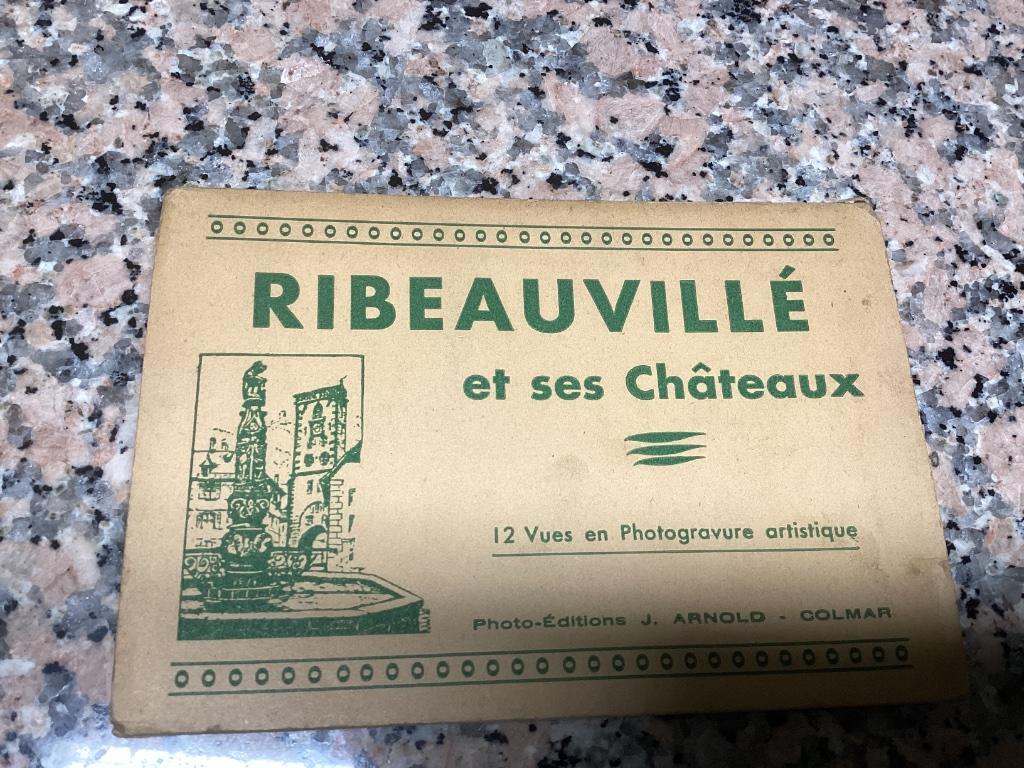 RIBEAUVILLÉ
et ses Châteaux
12 Vues en Photogravure artistique
Photo-Éditions J. ARNOLD - COLMAR